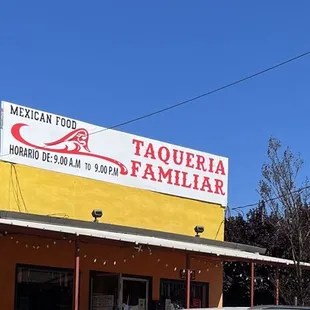 MEXICAN FOOD
HORARIO DE: 9.00 A.M TO 9.00 P.M
TAQUERIA
FAMILIAR